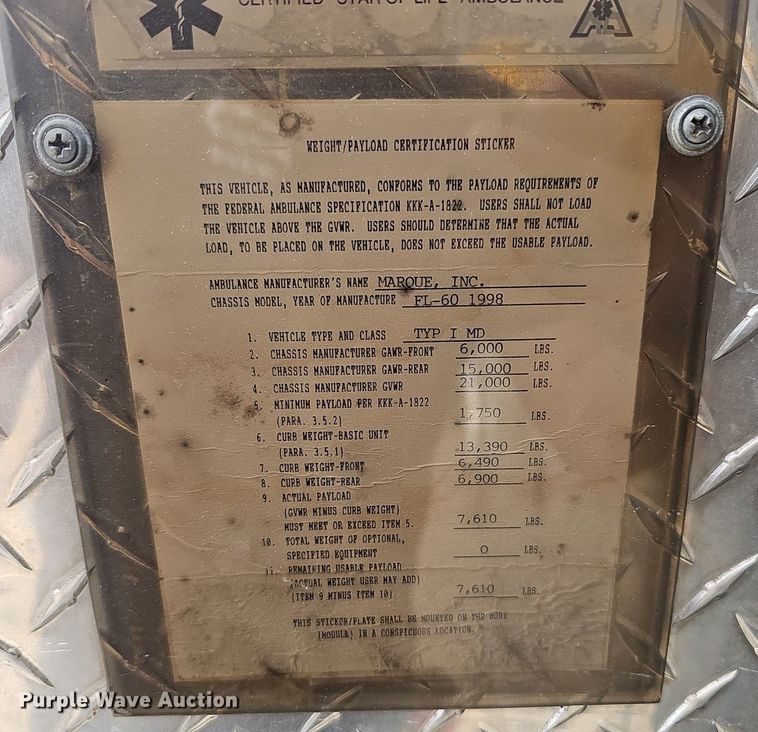 CERTIFIED "STAR OF LIFE" AMBULANCE
WEIGHT/PAYLOAD CERTIFICATION STICKER
THIS VEHICLE, AS MANUFACTURED, CONFORMS TO THE PAYLOAD REQUIREMENTS OF
THE FEDERAL AMBULANCE SPECIFICATION KKK-A-1822. USERS SHALL NOT LOAD
THE VEHICLE ABOVE THE GVWR. USERS SHOULD DETERMINE THAT THE ACTUAL
LOAD, TO BE PLACED ON THE VEHICLE, DOES NOT EXCEED THE USABLE PAYLOAD.
AMBULANCE MANUFACTURER'S NAME MARQUE, INC.
CHASSIS MODEL, YEAR OF MANUFACTURE FL-60 1998
1. VEHICLE TYPE AND CLASS TYP I MD
2. CHASSIS MANUFACTURER GAWR-FRONT 6,000 LBS.
3. CHASSIS MANUFACTURER GAWR-REAR 15,000 LBS.
4. CHASSIS MANUFACTURER GVWR 21,000 LBS.
5. MINIMUM PAYLOAD PER KKK-A-1822
(PARA. 3.5.2) 1,750 LBS.
6. CURB WEIGHT-BASIC UNIT
(PARA. 3.5.1) 13,390 LBS.
7. CURB WEIGHT-FRONT 6,490 LBS.
8. CURB WEIGHT-REAR 6,900 LBS.
9. ACTUAL PAYLOAD
(GVWR MINUS CURB WEIGHT)
MUST MEET OR EXCEED ITEM 5. 7,610 LBS.
10. TOTAL WEIGHT OF OPTIONAL,
SPECIFIED EQUIPMENT 0 LBS.
11. REMAINING USABLE PAYLOAD
(ACTUAL WEIGHT USER MAY ADD)
(ITEM 9 MINUS ITEM 10) 7,610 LBS.
THIS STICKER/PLATE SHALL BE MOUNTED ON THE BODY
(MODULE) IN A CONSPICUOUS LOCATION.
Purple Wave Auction